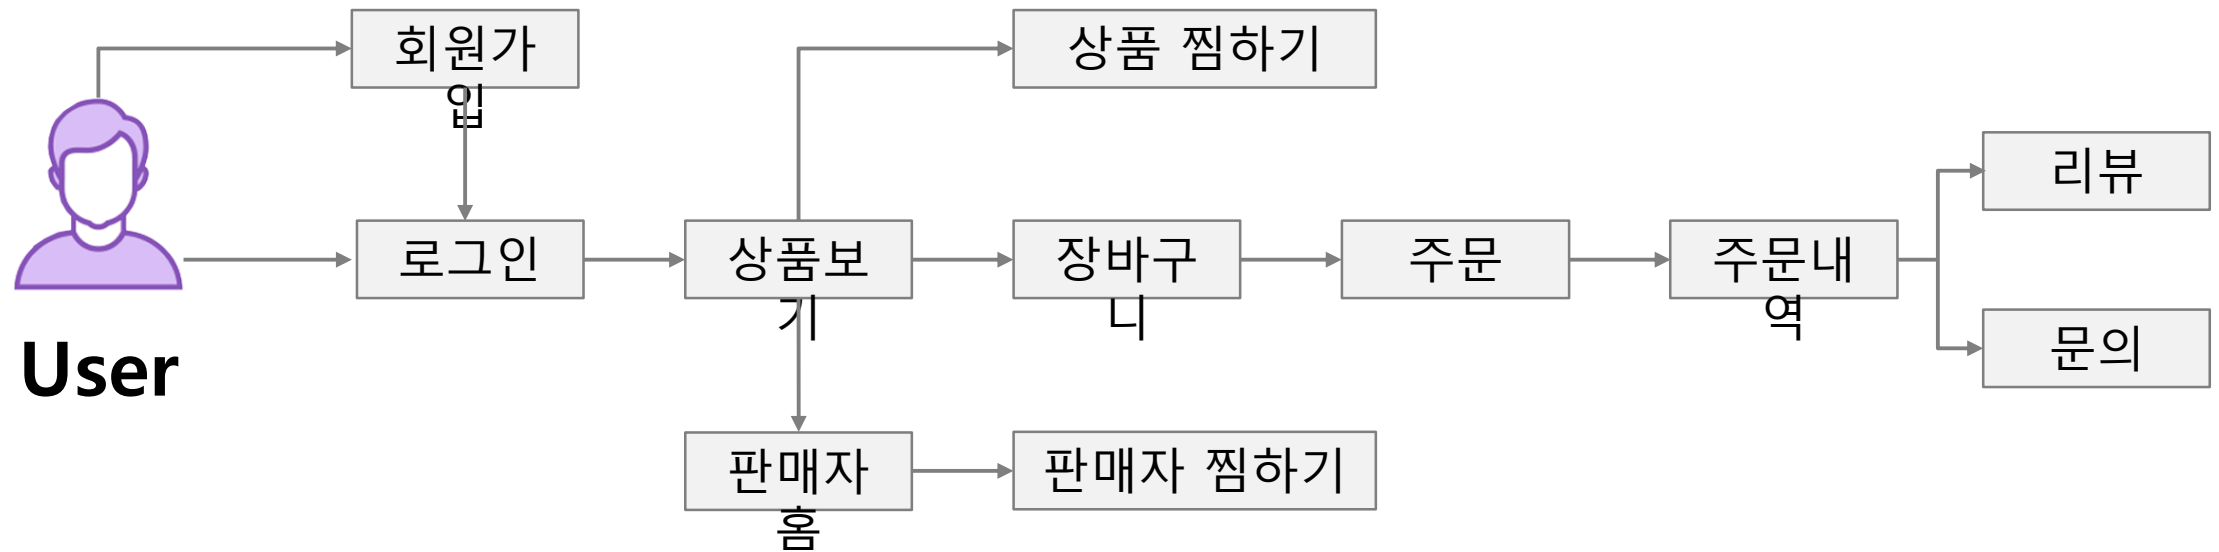 회원가
입
상품 찜하기
리뷰
로그인
상품보
기
장바구
니
주문
주문내
역
문의
User
판매자
홈
판매자 찜하기